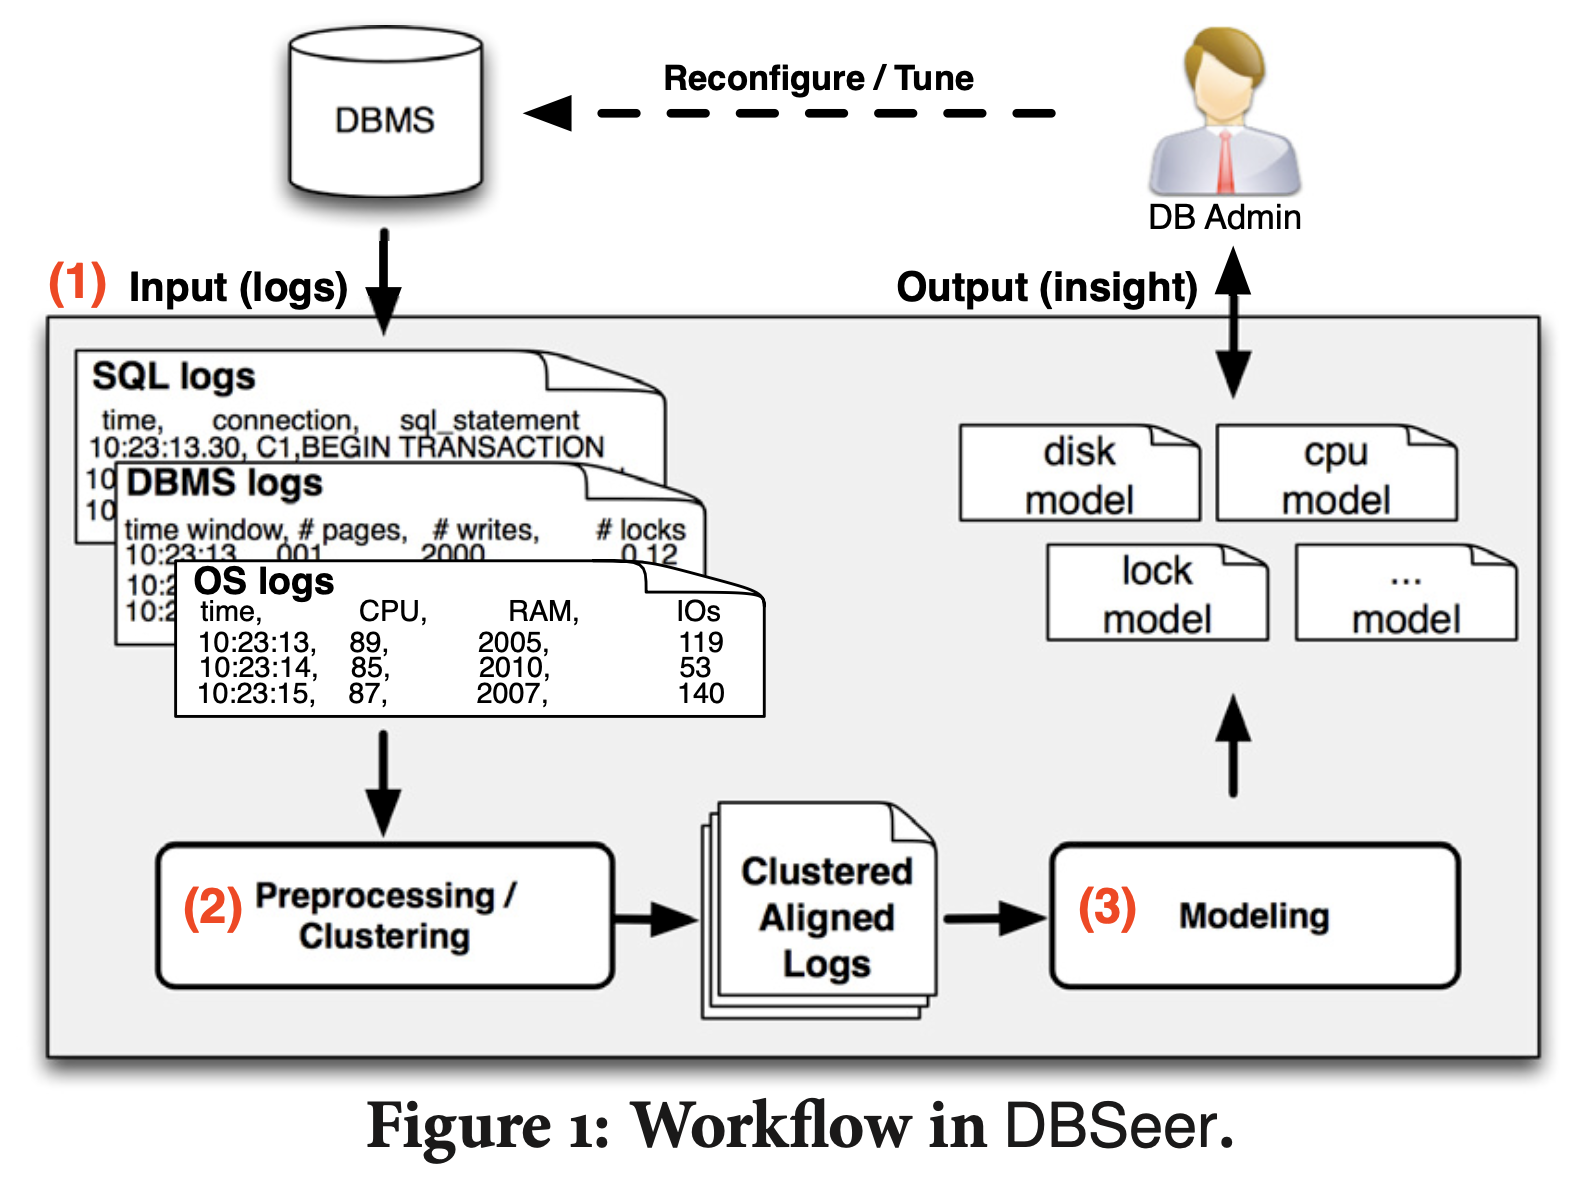 DBMS
Reconfigure / Tune
DB Admin
(1) Input (logs)
Output (insight)
SQL logs
time, connection, sql_statement
10:23:13.30, C1,BEGIN TRANSACTION
10
10
DBMS logs
time window, # pages, # writes, # locks
10:23:13 001 2000 0.12
10:2
10:2
OS logs
time, CPU, RAM, IOs
10:23:13, 89, 2005, 119
10:23:14, 85, 2010, 53
10:23:15, 87, 2007, 140
disk
model
cpu
model
lock
model
...
model
(2) Preprocessing /
Clustering
Clustered
Aligned
Logs
(3) Modeling
Figure 1: Workflow in DBSeer.